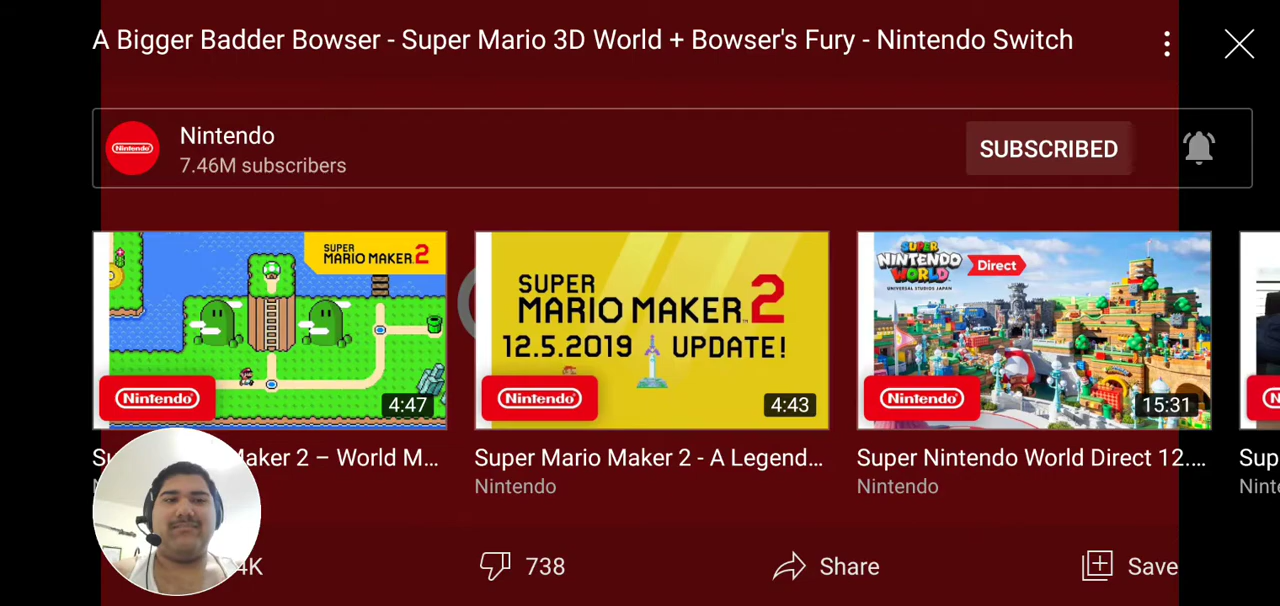 A Bigger Badder Bowser - Super Mario 3D World + Bowser's Fury - Nintendo Switch
Nintendo
7.46M subscribers
SUBSCRIBED
SUPER
MARIO MAKER 2
Nintendo
4:47
SUPER
MARIO MAKER 2
12.5.2019 UPDATE!
Nintendo
4:43
SUPER
NINTENDO
WORLD
UNIVERSAL STUDIOS JAPAN
Direct
Nintendo
15:31
aker 2 – World M...
Super Mario Maker 2 - A Legend...
Nintendo
Super Nintendo World Direct 12....
Nintendo
Sup
Ninte
4K
738
Share
Save